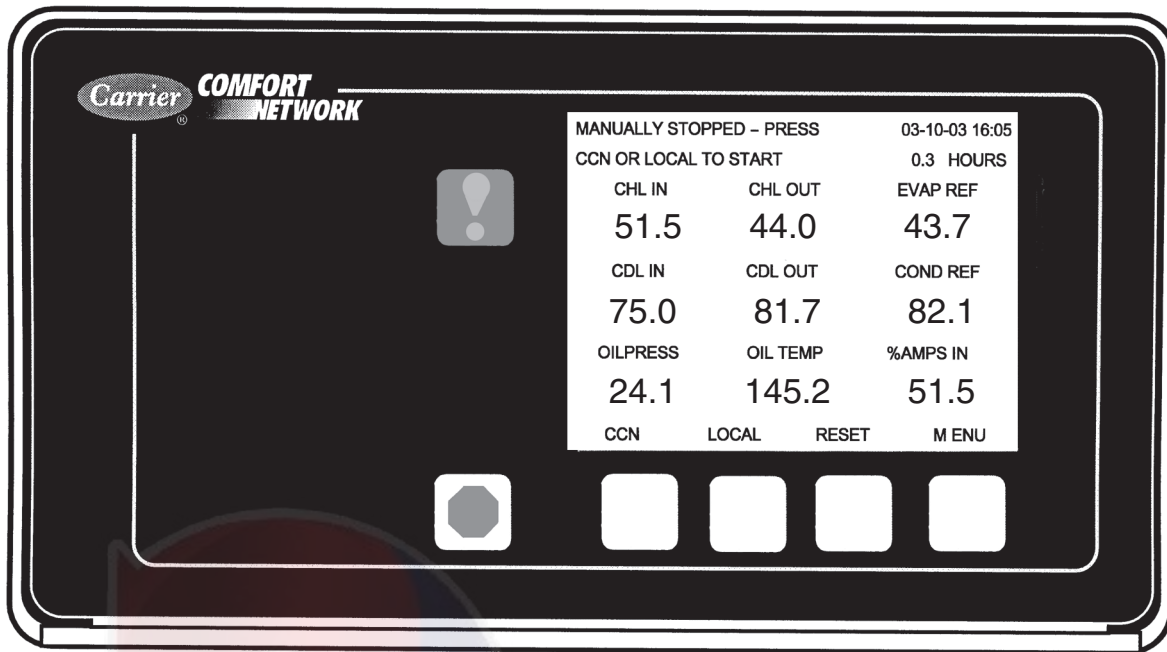 Carrier
®
COMFORT
NETWORK
MANUALLY STOPPED – PRESS 03-10-03 16:05
CCN OR LOCAL TO START 0.3 HOURS
CHL IN CHL OUT EVAP REF
51.5 44.0 43.7
CDL IN CDL OUT COND REF
75.0 81.7 82.1
OILPRESS OIL TEMP %AMPS IN
24.1 145.2 51.5
CCN LOCAL RESET M ENU